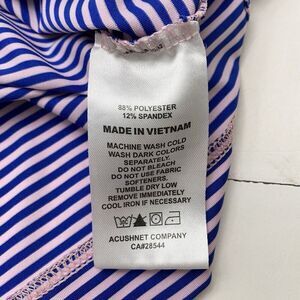 88% POLYESTER
12% SPANDEX
MADE IN VIETNAM
MACHINE WASH COLD
WASH DARK COLORS
SEPARATELY.
DO NOT BLEACH
DO NOT USE FABRIC
SOFTENERS.
TUMBLE DRY LOW
REMOVE IMMEDIATELY
COOL IRON IF NECESSARY
ACUSHNET COMPANY
CA#28544